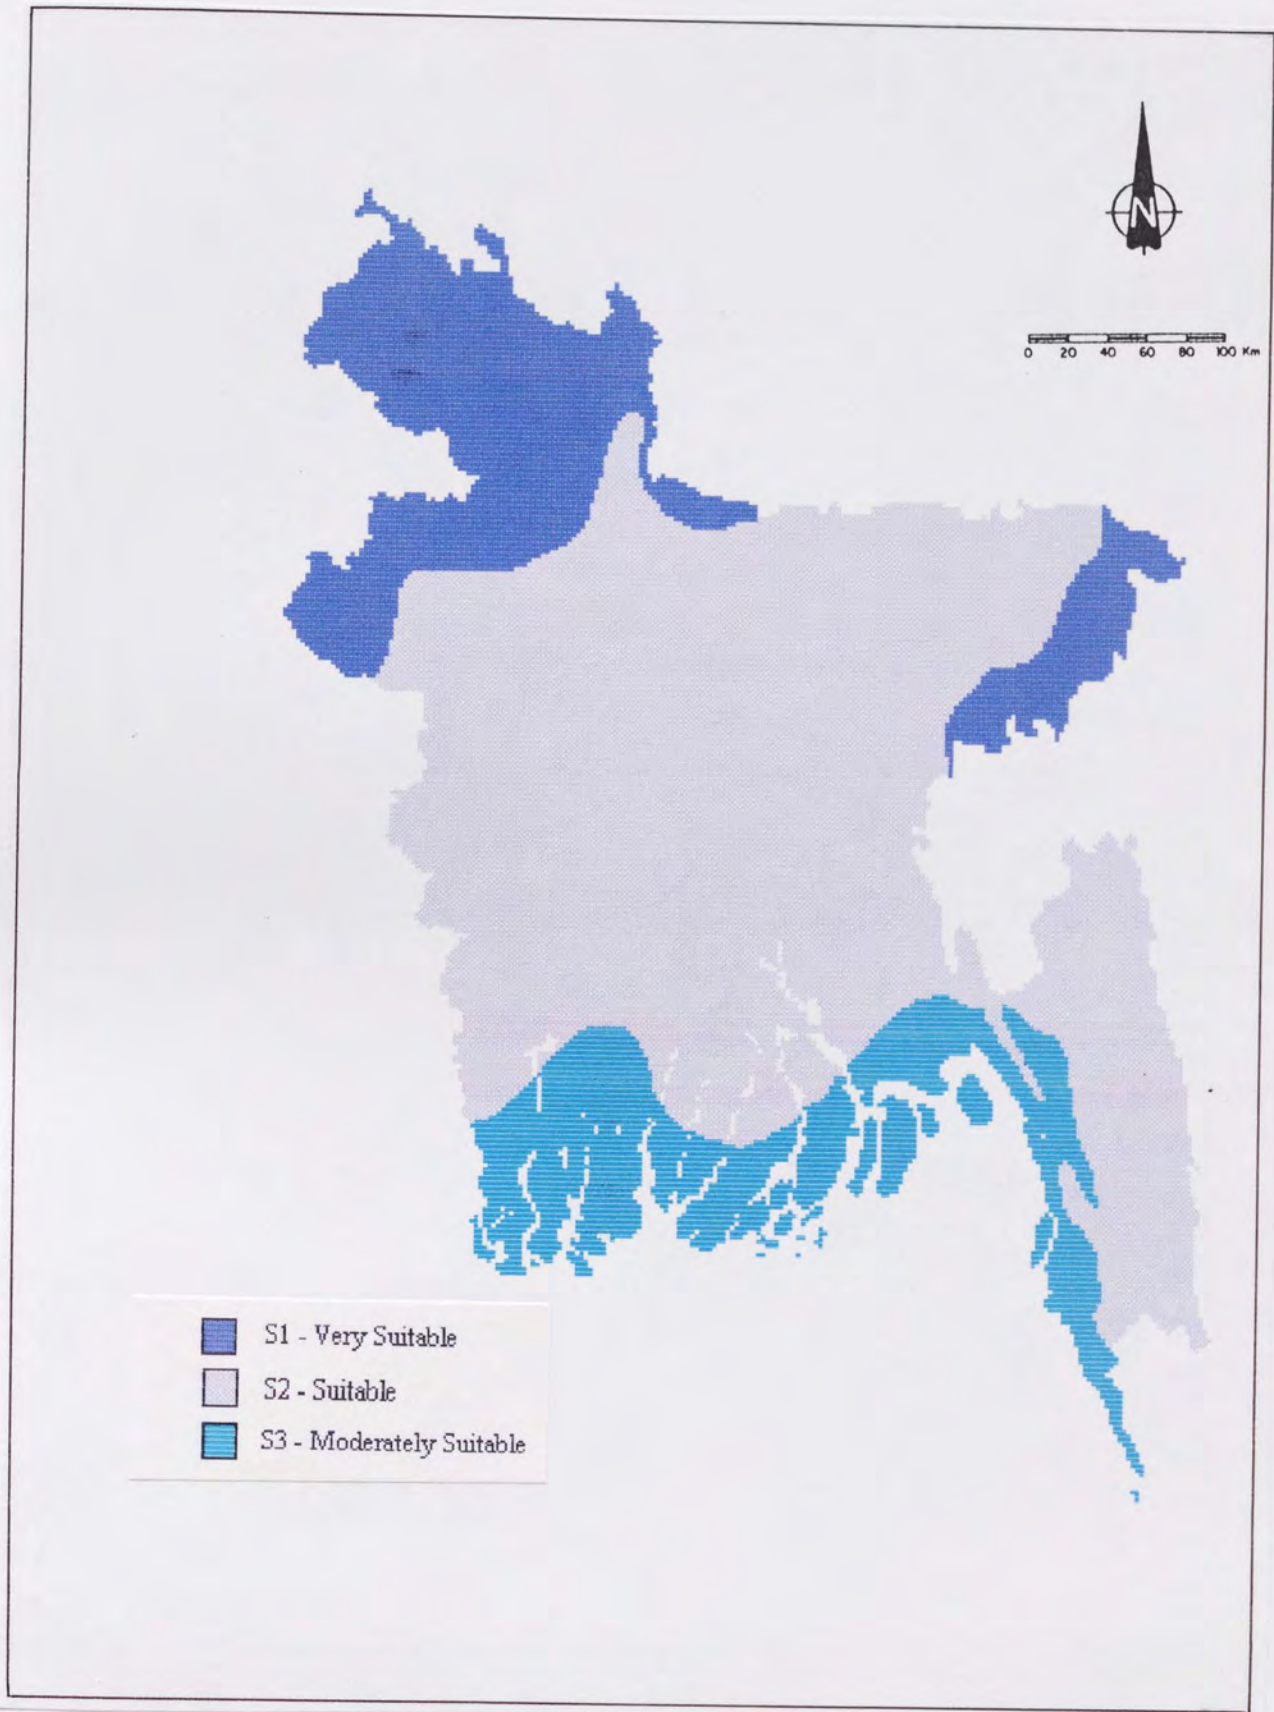 N
0 20 40 60 80 100 Km
S1 - Very Suitable
S2 - Suitable
S3 - Moderately Suitable